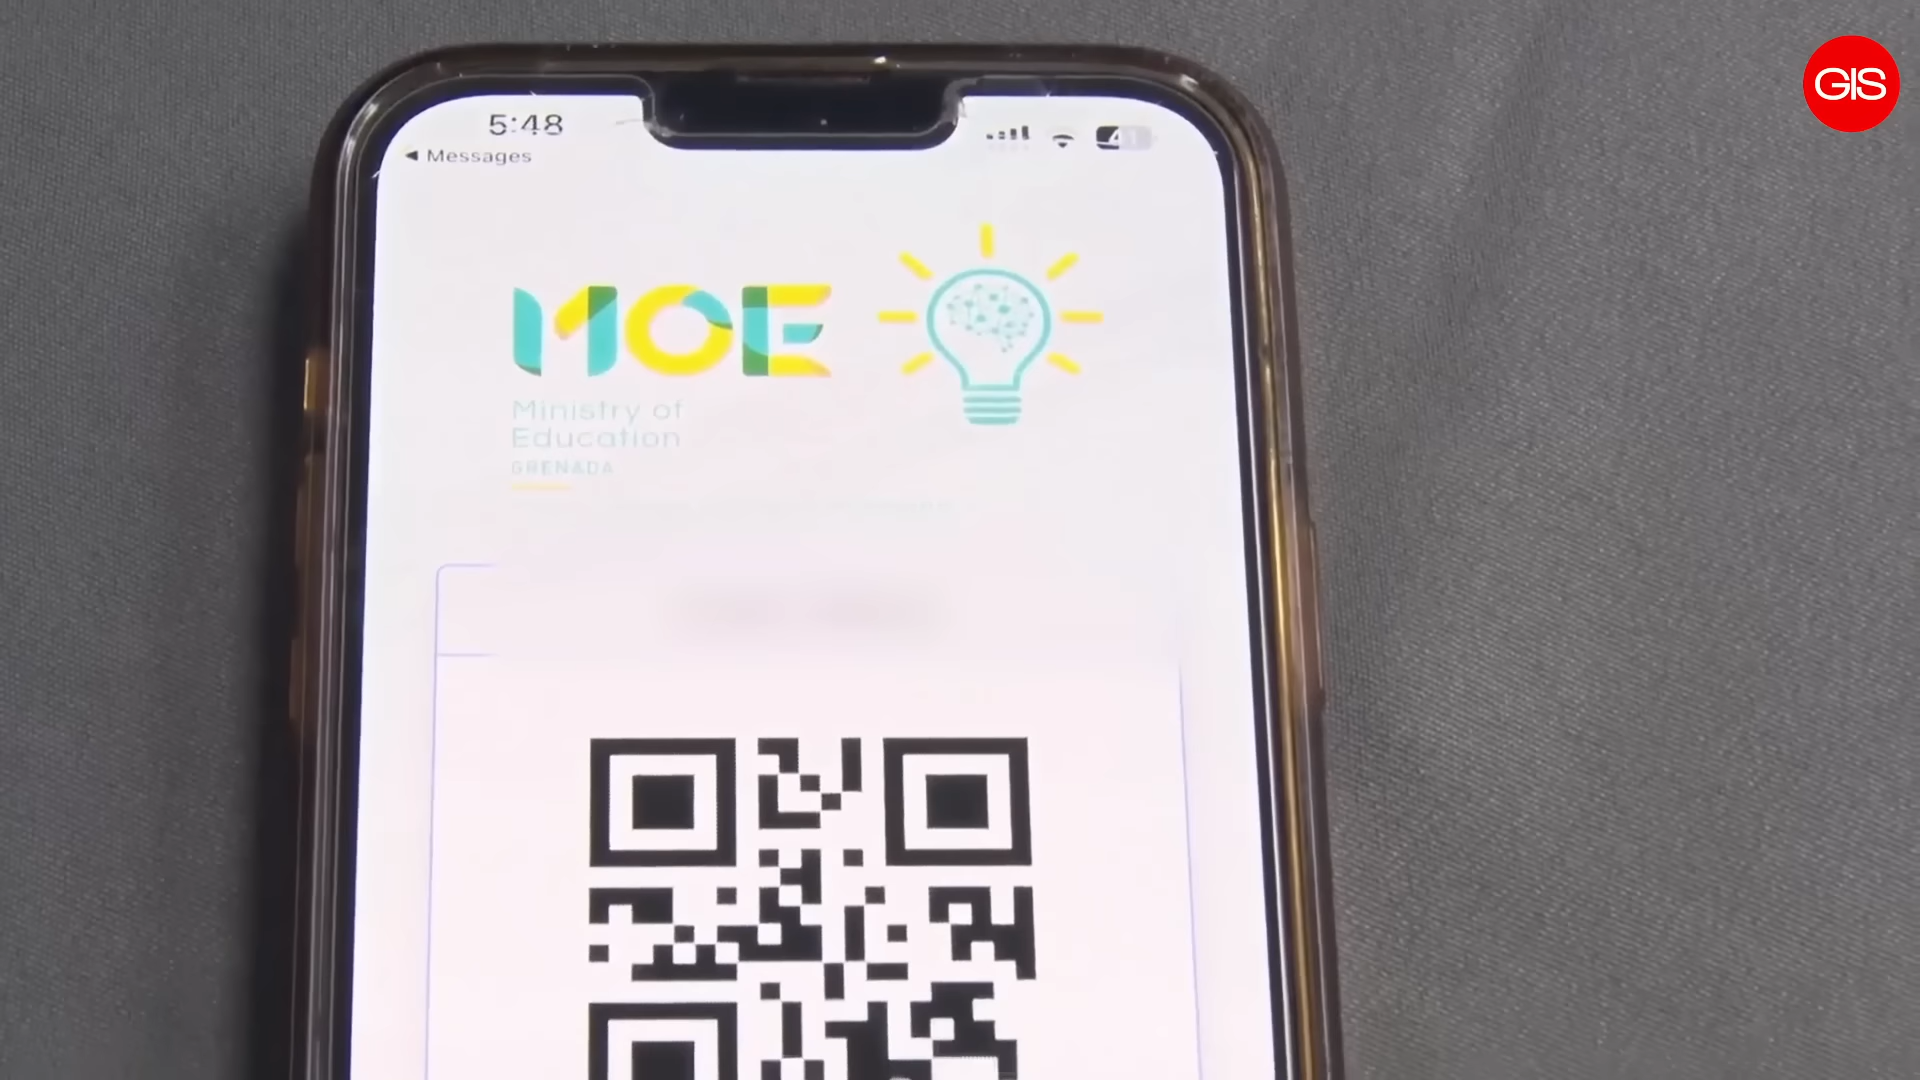 GIS
5:48
◄ Messages
MOE
Ministry of
Education
GRENADA